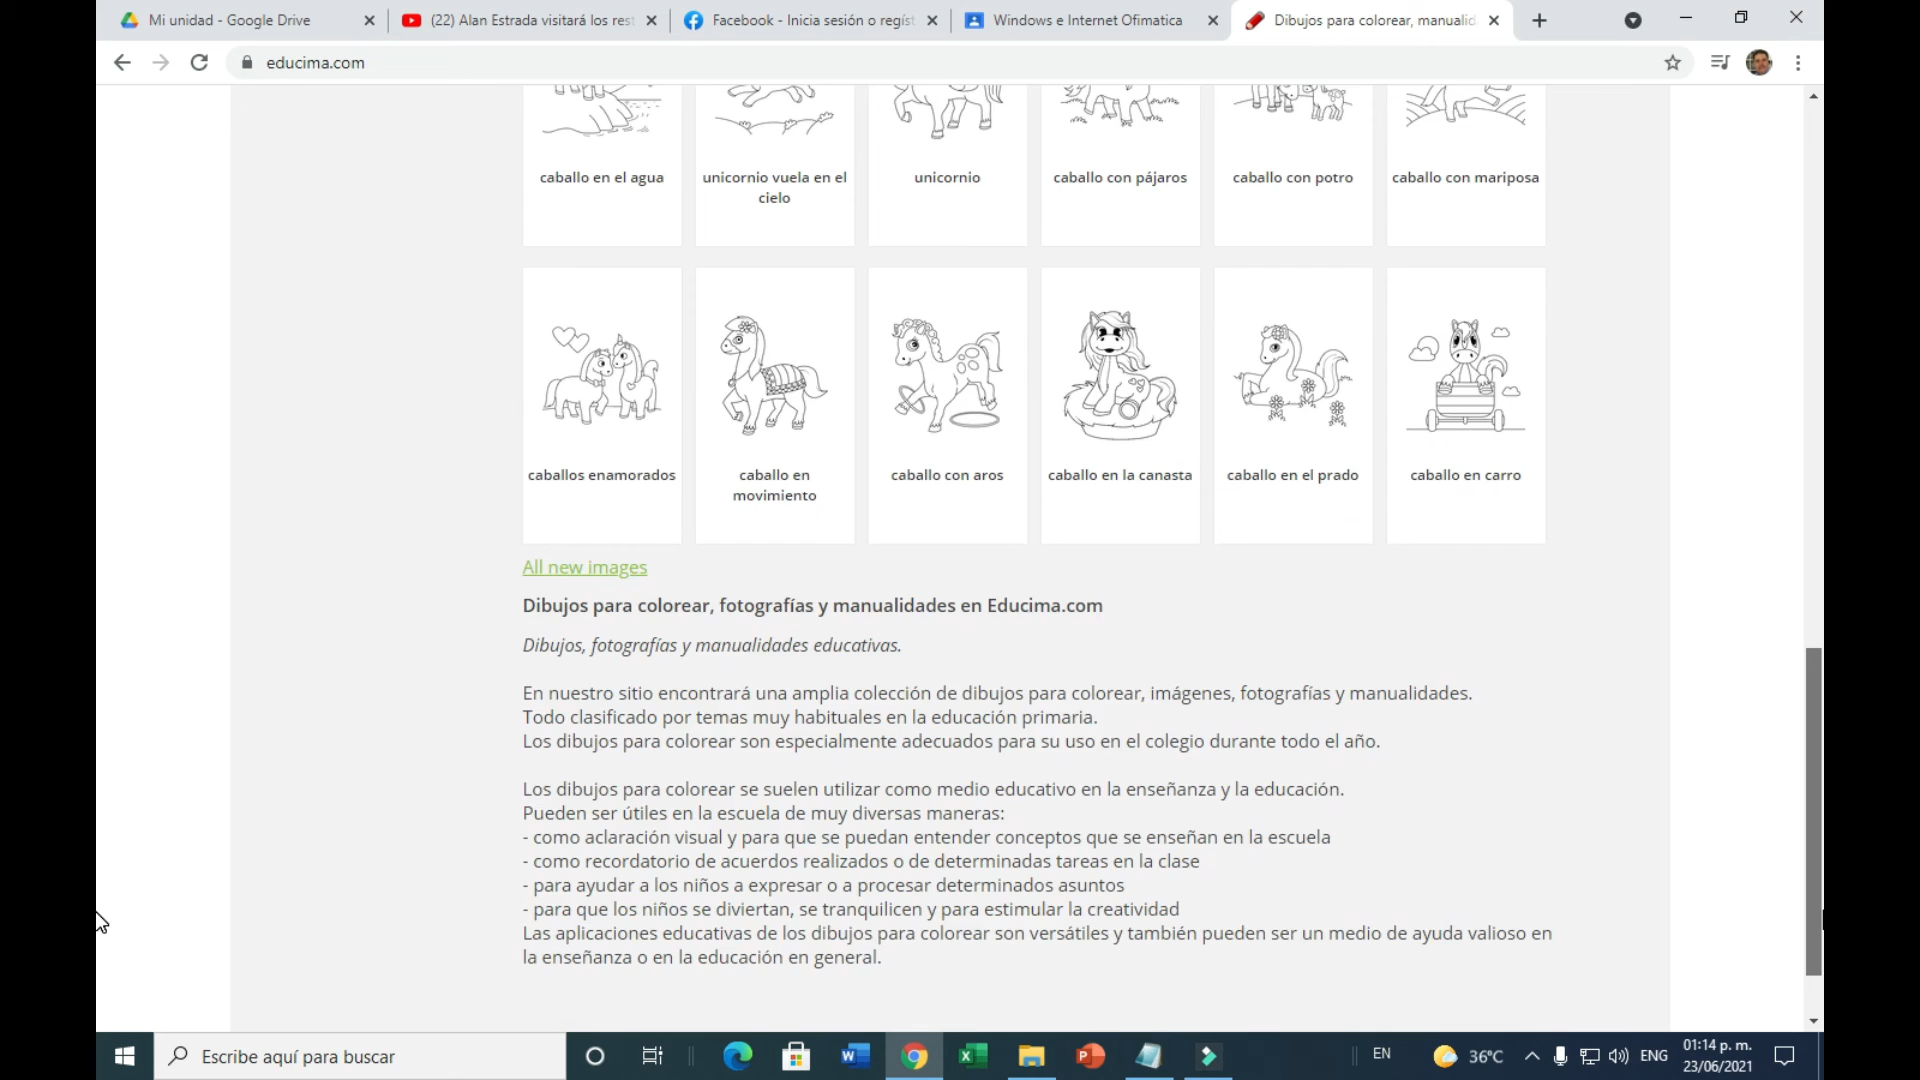 Mi unidad - Google Drive
(22) Alan Estrada visitará los rest
Facebook - Inicia sesión o regíst
Windows e Internet Ofimatica
Dibujos para colorear, manualid
educima.com
caballo en el agua
unicornio vuela en el
cielo
unicornio
caballo con pájaros
caballo con potro
caballo con mariposa
caballos enamorados
caballo en
movimiento
caballo con aros
caballo en la canasta
caballo en el prado
caballo en carro
All new images
Dibujos para colorear, fotografías y manualidades en Educima.com
Dibujos, fotografías y manualidades educativas.
En nuestro sitio encontrará una amplia colección de dibujos para colorear, imágenes, fotografías y manualidades.
Todo clasificado por temas muy habituales en la educación primaria.
Los dibujos para colorear son especialmente adecuados para su uso en el colegio durante todo el año.
Los dibujos para colorear se suelen utilizar como medio educativo en la enseñanza y la educación.
Pueden ser útiles en la escuela de muy diversas maneras:
- como aclaración visual y para que se puedan entender conceptos que se enseñan en la escuela
- como recordatorio de acuerdos realizados o de determinadas tareas en la clase
- para ayudar a los niños a expresar o a procesar determinados asuntos
- para que los niños se diviertan, se tranquilicen y para estimular la creatividad
Las aplicaciones educativas de los dibujos para colorear son versátiles y también pueden ser un medio de ayuda valioso en
la enseñanza o en la educación en general.
Escribe aquí para buscar
EN
36°C
ENG
01:14 p. m.
23/06/2021